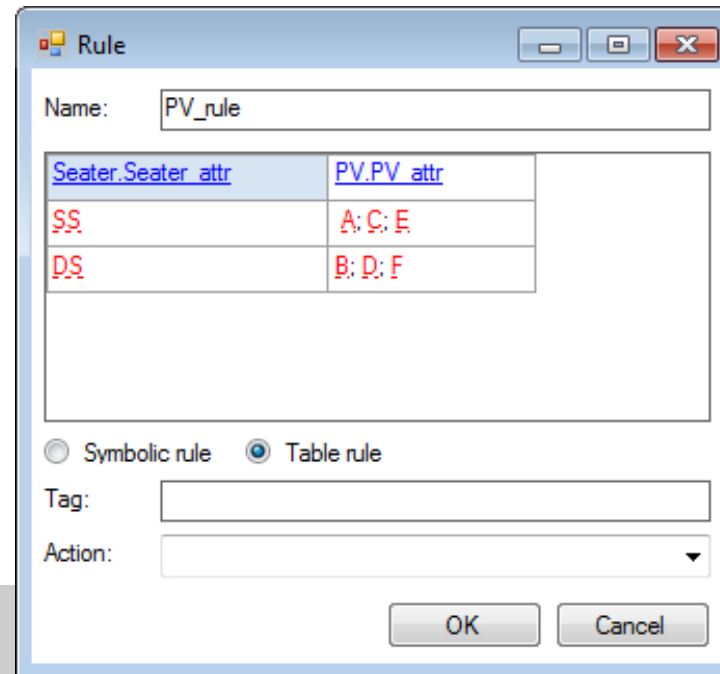 Rule
Name: PV_rule
Seater.Seater_attr PV.PV_attr
SS A; C; E
DS B; D; F
Symbolic rule Table rule
Tag:
Action:
OK Cancel